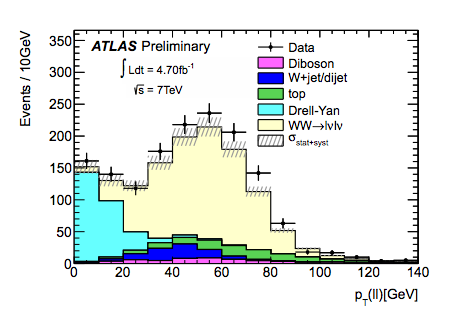 ATLAS Preliminary
∫ Ldt = 4.70fb⁻¹
√s = 7TeV
Data
Diboson
W+jet/dijet
top
Drell-Yan
WW→lνlν
σstat+syst
Events / 10GeV
350
300
250
200
150
100
50
0
0 20 40 60 80 100 120 140
pT(ll)[GeV]